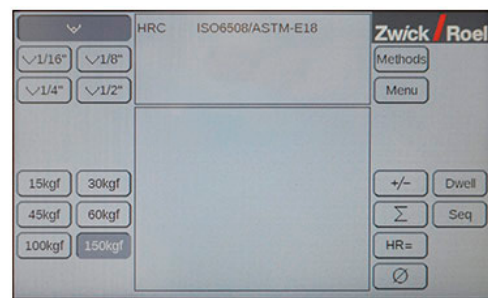 HRC ISO6508/ASTM-E18
Zwick / Roel
1/16" 1/8"
Methods
1/4" 1/2"
Menu
15kgf 30kgf
+/- Dwell
45kgf 60kgf
Σ Seq
100kgf 150kgf
HR=
Ø